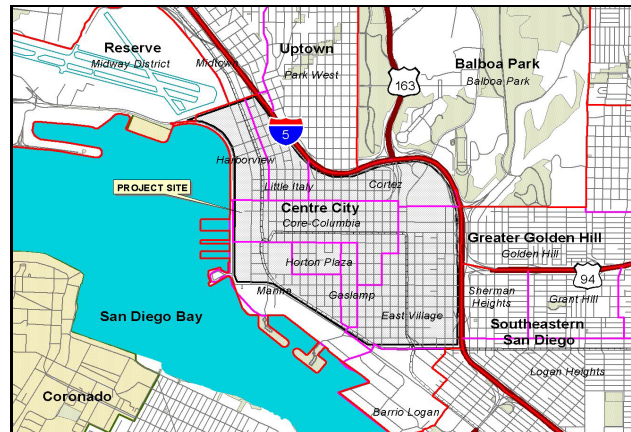 Reserve
Midway District
Midtown
Uptown
Park West
Balboa Park
Balboa Park
163
5
Harborview
PROJECT SITE
Little Italy
Cortez
Centre City
Core-Columbia
Greater Golden Hill
Golden Hill
Horton Plaza
94
Marina
Gaslamp
Sherman
Heights
Grant Hill
San Diego Bay
East Village
Southeastern
San Diego
Logan Heights
Coronado
Barrio Logan